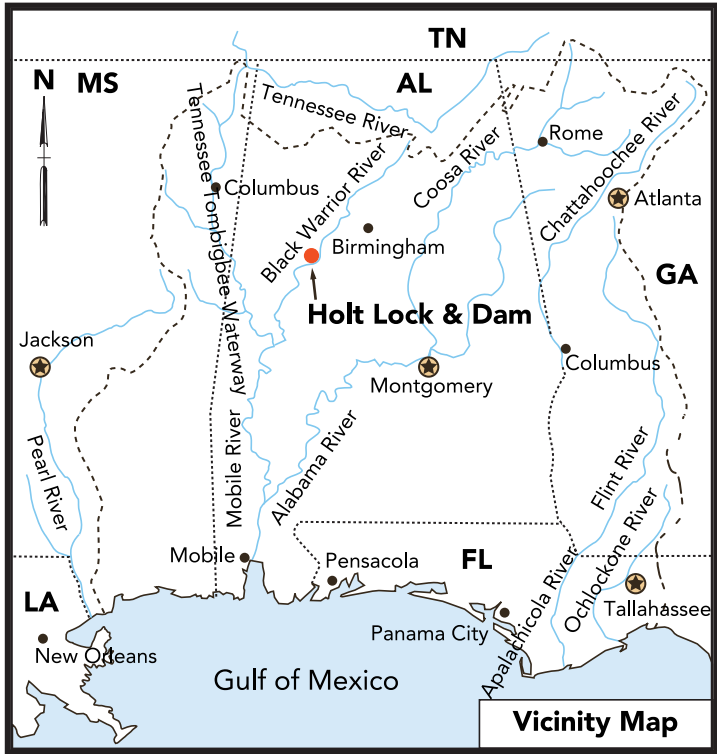 TN
N
MS
AL
Tennessee River
Tennessee Tombigbee Waterway
Rome
Coosa River
Chattahoochee River
Columbus
Black Warrior River
Atlanta
Birmingham
GA
Holt Lock & Dam
Jackson
Columbus
Montgomery
Pearl River
Mobile River
Alabama River
Flint River
Ochlockone River
Apalachicola River
Mobile
Pensacola
FL
LA
Tallahassee
Panama City
New Orleans
Gulf of Mexico
Vicinity Map